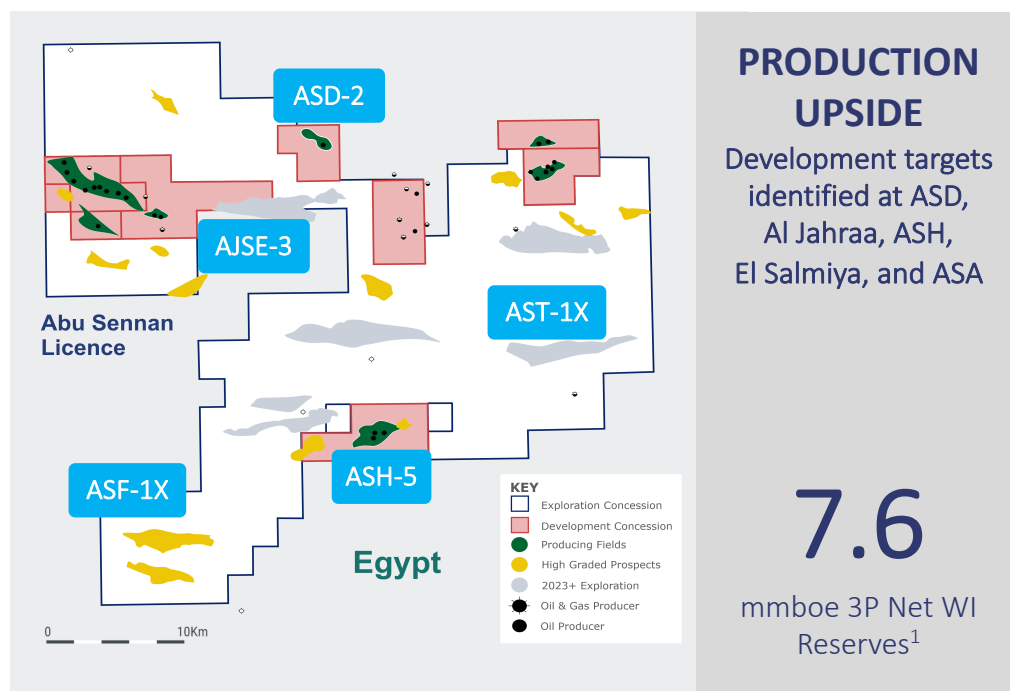 ASD-2
AJSE-3
Abu Sennan
Licence
AST-1X
ASH-5
ASF-1X
Egypt
0 10Km
KEY
Exploration Concession
Development Concession
Producing Fields
High Graded Prospects
2023+ Exploration
Oil & Gas Producer
Oil Producer
PRODUCTION
UPSIDE
Development targets
identified at ASD,
Al Jahraa, ASH,
El Salmiya, and ASA
7.6
mmboe 3P Net WI
Reserves1